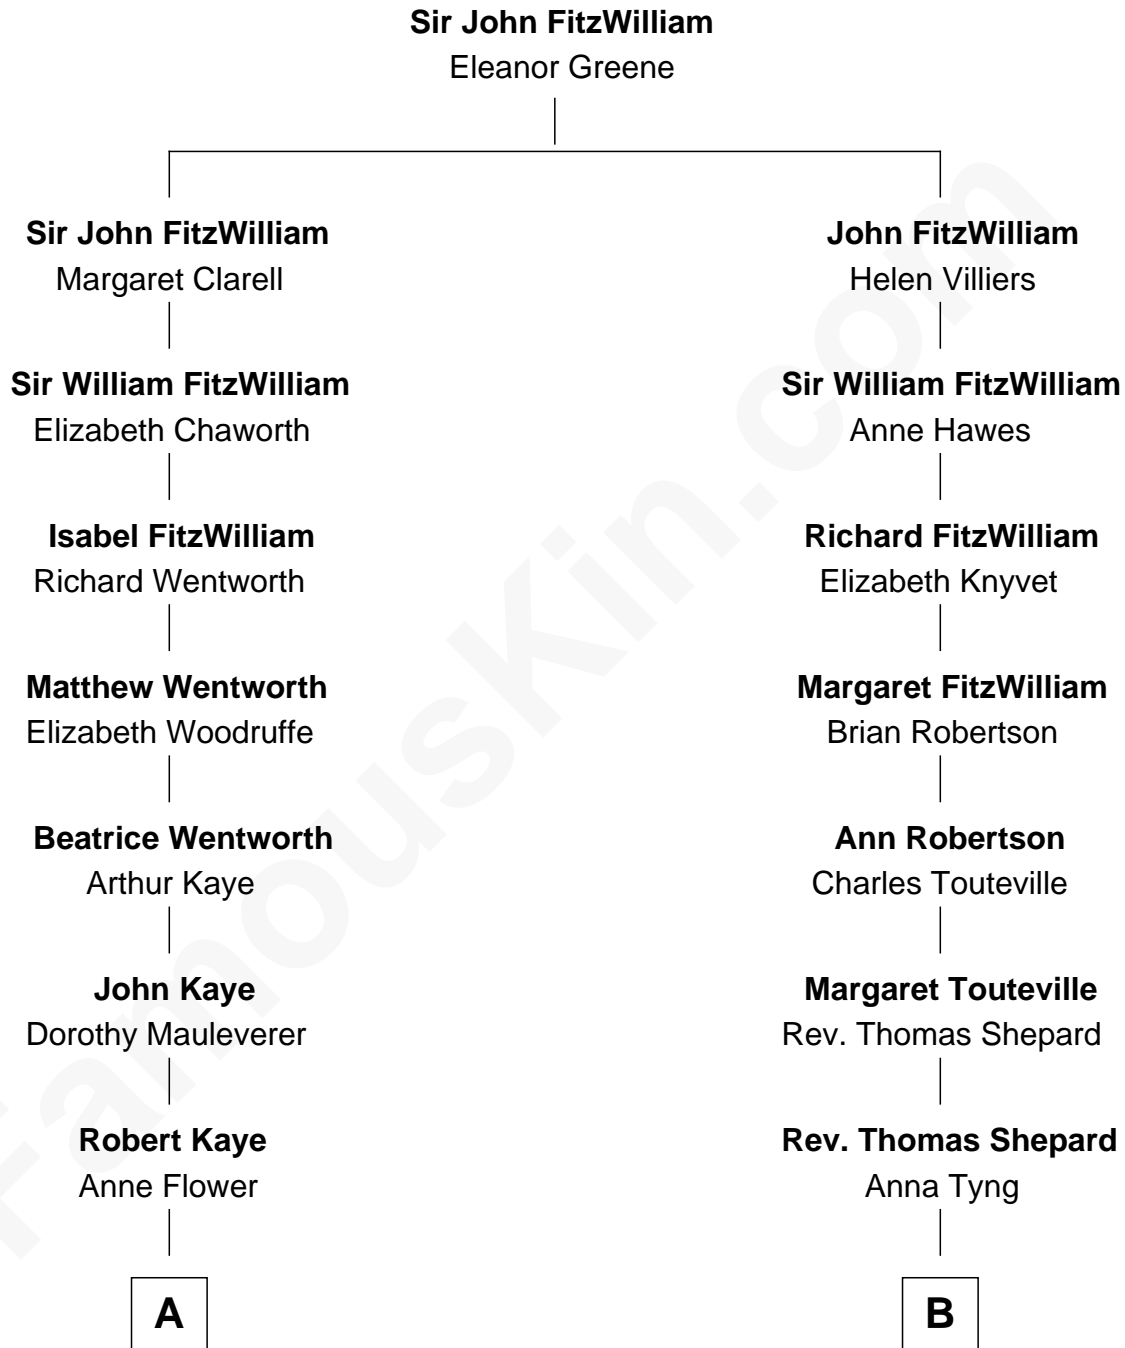 Sir John FitzWilliam
Eleanor Greene
Sir John FitzWilliam
Margaret Clarell
Sir William FitzWilliam
Elizabeth Chaworth
Isabel FitzWilliam
Richard Wentworth
Matthew Wentworth
Elizabeth Woodruffe
Beatrice Wentworth
Arthur Kaye
John Kaye
Dorothy Mauleverer
Robert Kaye
Anne Flower
A
John FitzWilliam
Helen Villiers
Sir William FitzWilliam
Anne Hawes
Richard FitzWilliam
Elizabeth Knyvet
Margaret FitzWilliam
Brian Robertson
Ann Robertson
Charles Touteville
Margaret Touteville
Rev. Thomas Shepard
Rev. Thomas Shepard
Anna Tyng
B
FamousKin.com